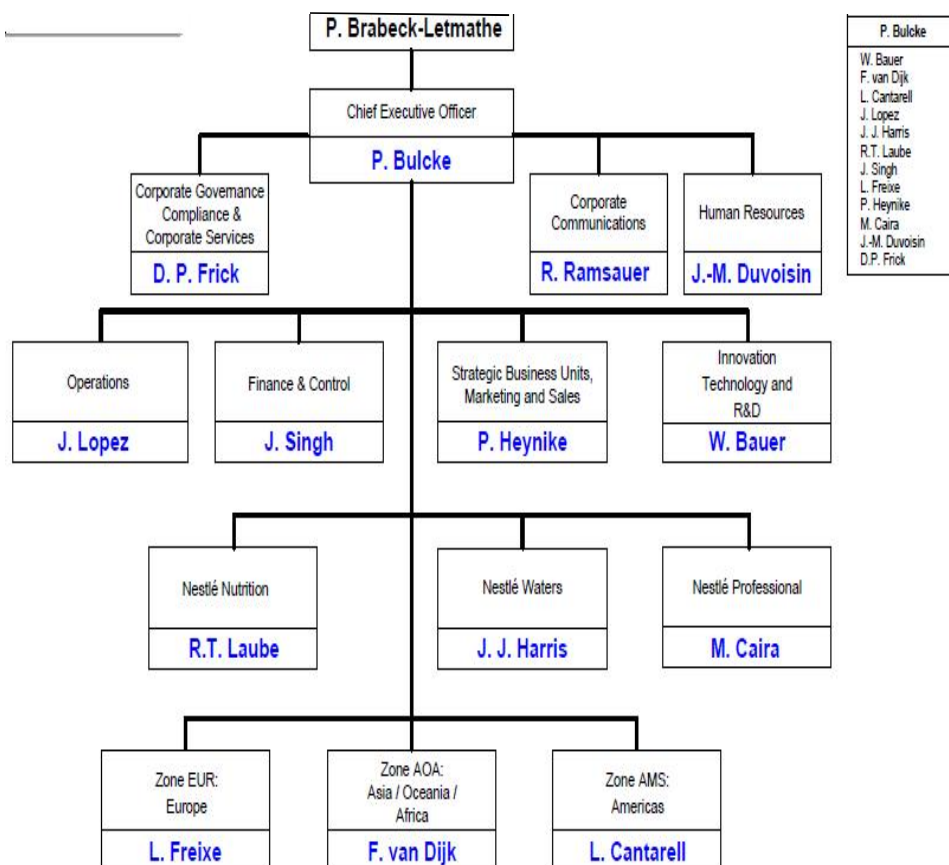 P. Brabeck-Letmathe
Chief Executive Officer
P. Bulcke
Corporate Governance
Compliance &
Corporate Services
D. P. Frick
Corporate
Communications
R. Ramsauer
Human Resources
J.-M. Duvoisin
Operations
J. Lopez
Finance & Control
J. Singh
Strategic Business Units,
Marketing and Sales
P. Heynike
Innovation
Technology and
R&D
W. Bauer
Nestlé Nutrition
R.T. Laube
Nestlé Waters
J. J. Harris
Nestlé Professional
M. Caira
Zone EUR:
Europe
L. Freixe
Zone AOA:
Asia / Oceania /
Africa
F. van Dijk
Zone AMS:
Americas
L. Cantarell
P. Bulcke
W. Bauer
F. van Dijk
L. Cantarell
J. Lopez
J. J. Harris
R.T. Laube
J. Singh
L. Freixe
P. Heynike
M. Caira
J.-M. Duvoisin
D.P. Frick